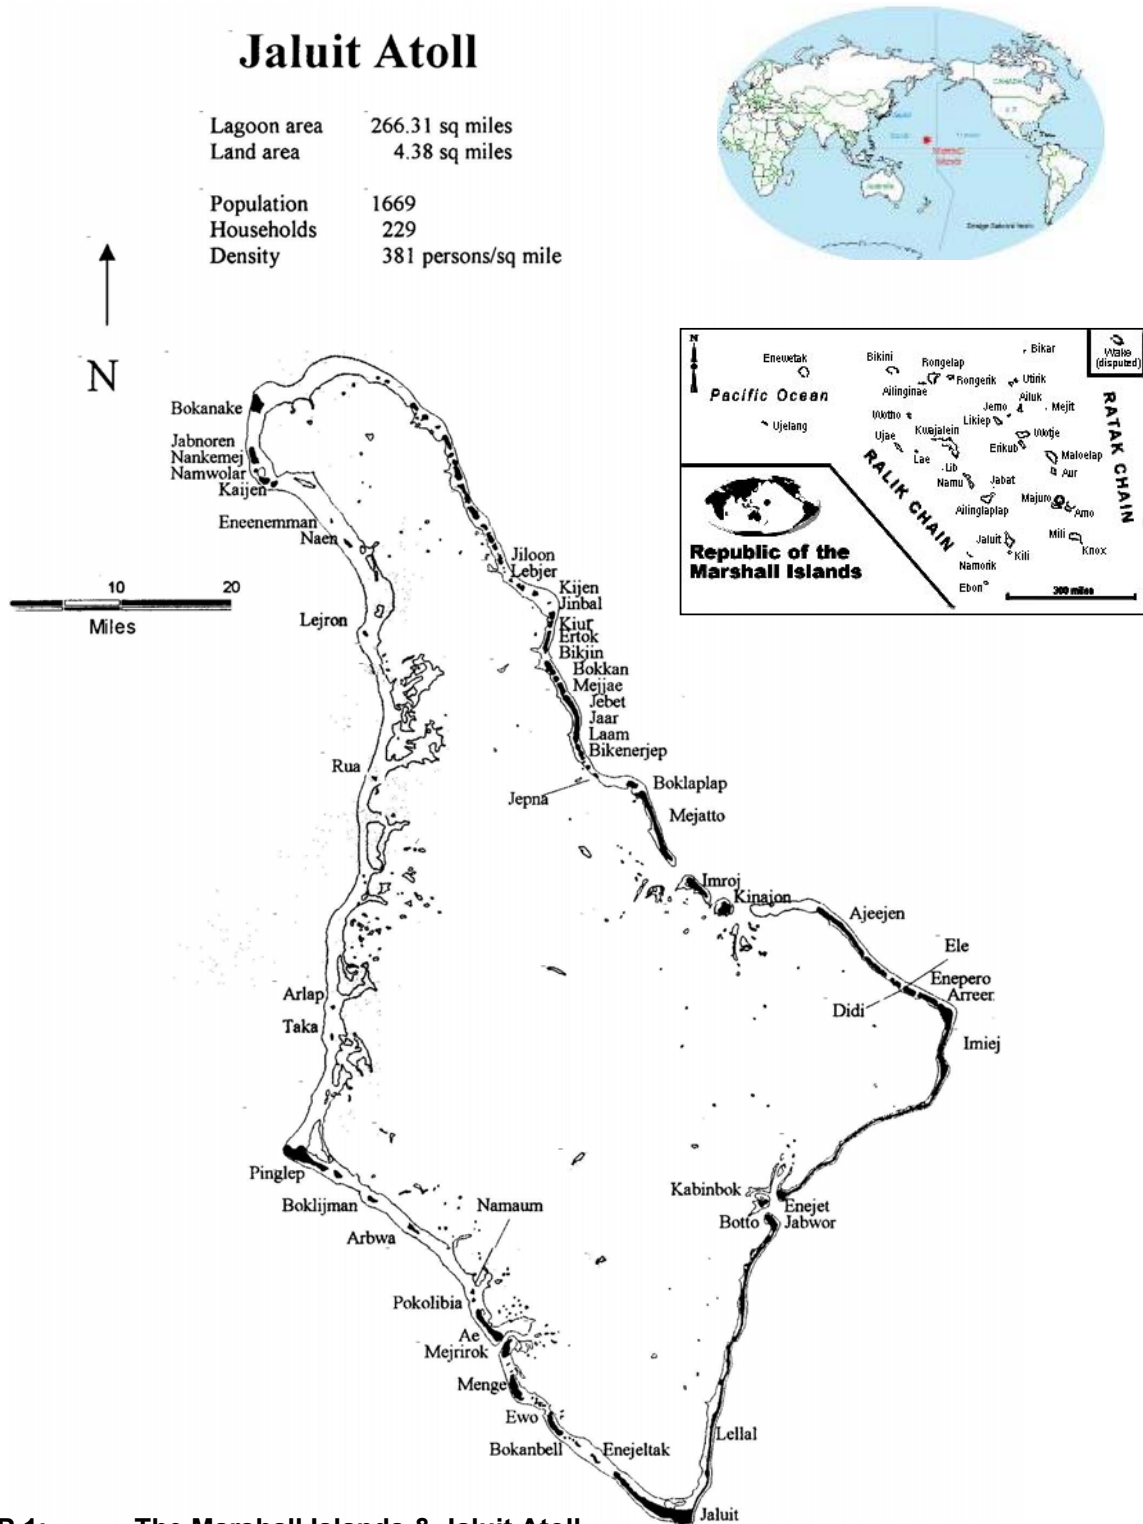 Jaluit Atoll
Lagoon area 266.31 sq miles
Land area 4.38 sq miles
Population 1669
Households 229
Density 381 persons/sq mile
CANADA
Australia
N
Enewetak
Bikini
Rongelap
Bikar
Wake
(disputed)
Ailinginae
Rongerik
Utirik
Pacific Ocean
Ailuk
Jemo
Mejit
Ujelang
Wotho
Likiep
Kwajalein
Wotje
Ujae
Erikub
Maloelap
Lae
Lib
Aur
Namu
Jabat
Majuro
Arno
Ailinglaplap
Jaluit
Mili
Kili
Knox
Namorik
Ebon
300 miles
RALIK CHAIN
RATAK CHAIN
Republic of the
Marshall Islands
N
10 20
Miles
Bokanake
Jabnoren
Nankemej
Namwolar
Kaijen
Eneenemman
Naen
Lejron
Rua
Arlap
Taka
Pinglep
Boklijman
Arbwa
Namaum
Pokolibia
Ae
Mejrirok
Menge
Ewo
Bokanbell
Enejeltak
Jiloon
Lebjer
Kijen
Jinbal
Kiur
Ertok
Bikjin
Bokkan
Mejjae
Jebet
Jaar
Laam
Bikenerjep
Jepna
Boklaplap
Mejatto
Imroj
Kinajon
Ajeejen
Ele
Enepero
Arreer
Didi
Imiej
Kabinbok
Enejet
Botto
Jabwor
Lellal
Jaluit
The Marshall Islands & Jaluit Atoll